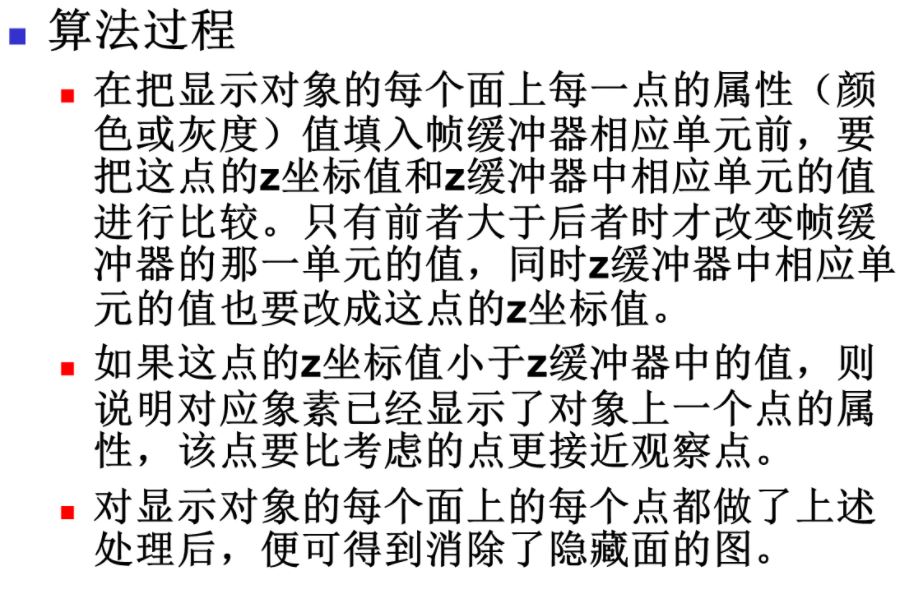 算法过程
在把显示对象的每个面上每一点的属性（颜
色或灰度）值填入帧缓冲器相应单元前，要
把这点的z坐标值和z缓冲器中相应单元的值
进行比较。只有前者大于后者时才改变帧缓
冲器的那一单元的值，同时z缓冲器中相应单
元的值也要改成这点的z坐标值。
如果这点的z坐标值小于z缓冲器中的值，则
说明对应象素已经显示了对象上一个点的属
性，该点要比考虑的点更接近观察点。
对显示对象的每个面上的每个点都做了上述
处理后，便可得到消除了隐藏面的图。